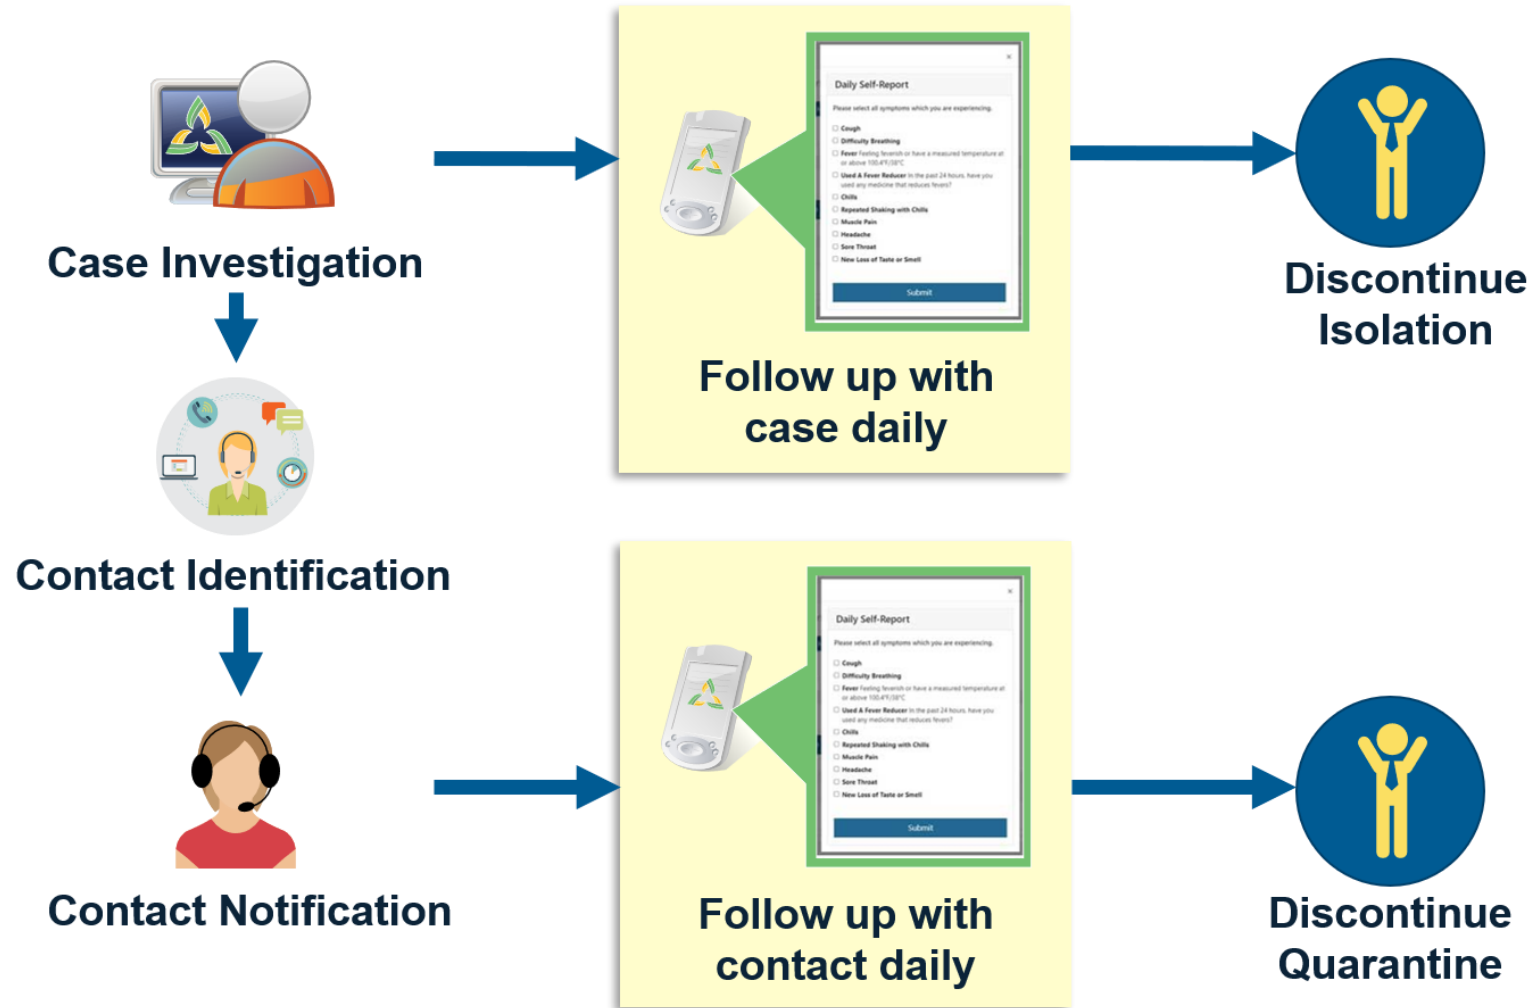 Case Investigation
Contact Identification
Contact Notification
×
Daily Self-Report
Please select all symptoms which you are experiencing.
Cough
Difficulty Breathing
Fever Feeling feverish or have a measured temperature at
or above 100.4°F/38°C
Used A Fever Reducer In the past 24 hours, have you
used any medicine that reduces fevers?
Chills
Repeated Shaking with Chills
Muscle Pain
Headache
Sore Throat
New Loss of Taste or Smell
Submit
Follow up with
case daily
Discontinue
Isolation
×
Daily Self-Report
Please select all symptoms which you are experiencing.
Cough
Difficulty Breathing
Fever Feeling feverish or have a measured temperature at
or above 100.4°F/38°C
Used A Fever Reducer In the past 24 hours, have you
used any medicine that reduces fevers?
Chills
Repeated Shaking with Chills
Muscle Pain
Headache
Sore Throat
New Loss of Taste or Smell
Submit
Follow up with
contact daily
Discontinue
Quarantine